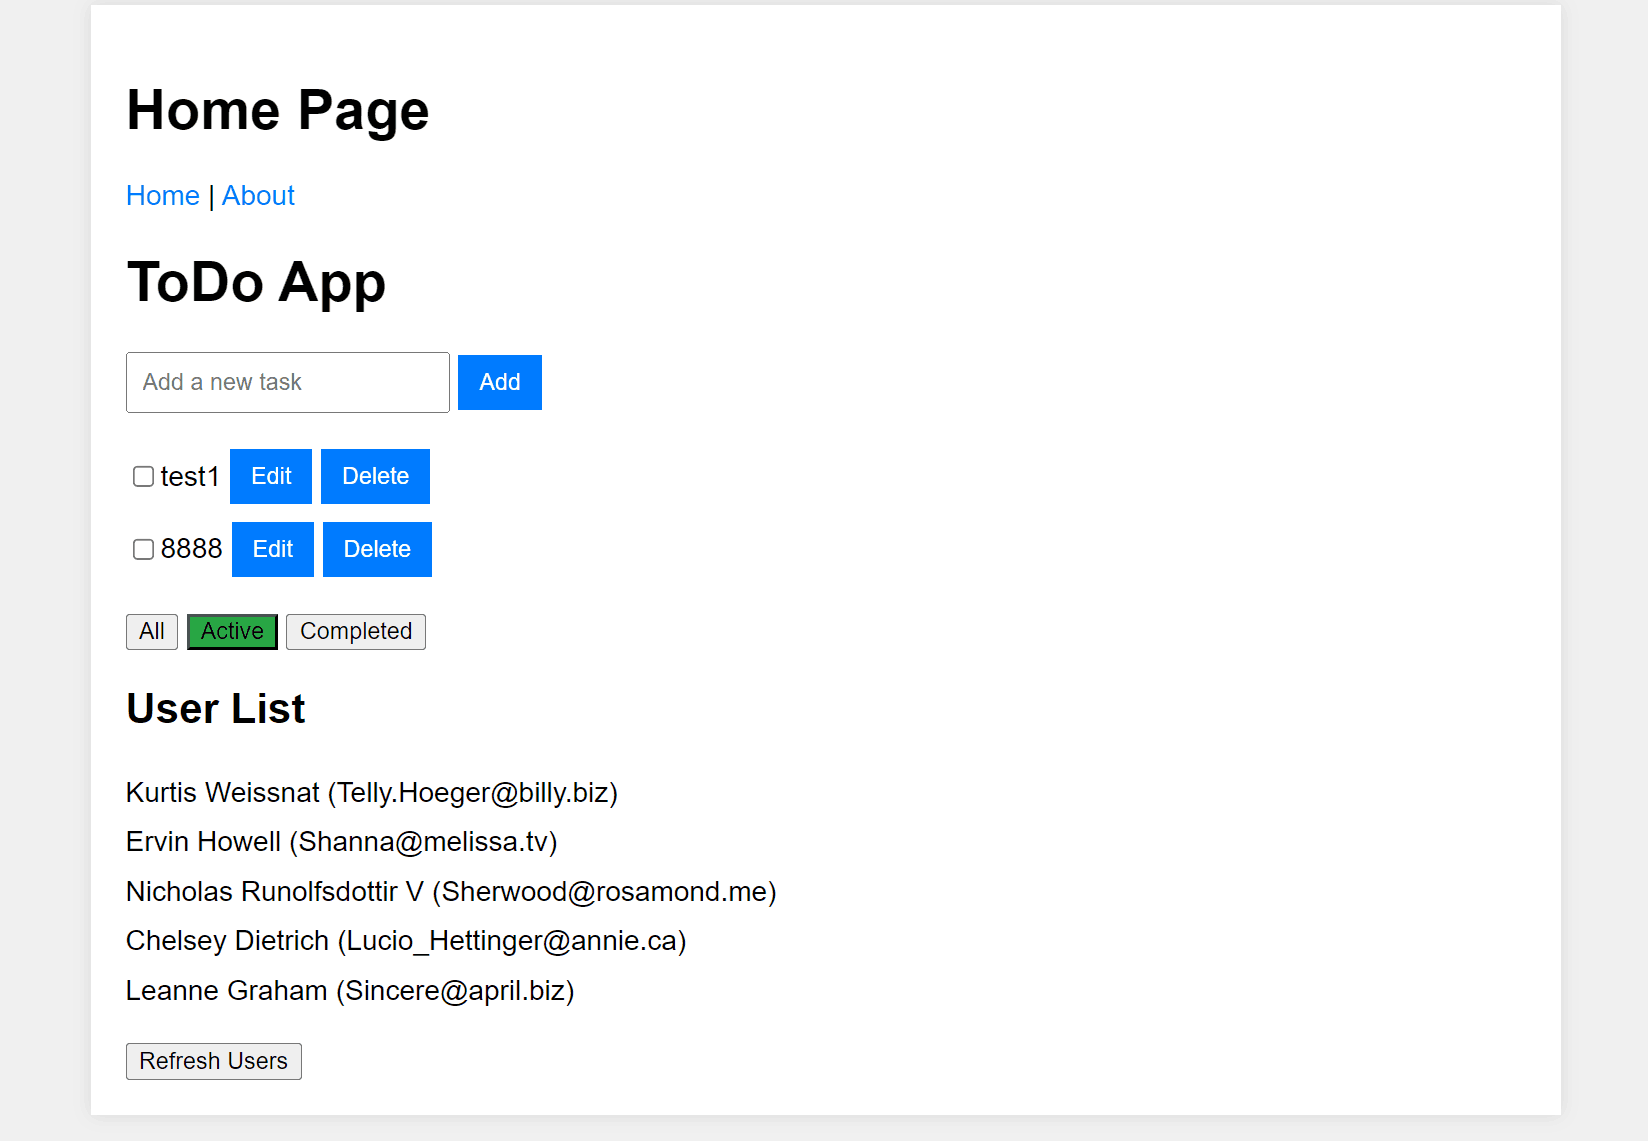 Home Page
Home | About
ToDo App
Add a new task Add
test1 Edit Delete
8888 Edit Delete
All Active Completed
User List
Kurtis Weissnat (Telly.Hoeger@billy.biz)
Ervin Howell (Shanna@melissa.tv)
Nicholas Runolfsdottir V (Sherwood@rosamond.me)
Chelsey Dietrich (Lucio_Hettinger@annie.ca)
Leanne Graham (Sincere@april.biz)
Refresh Users